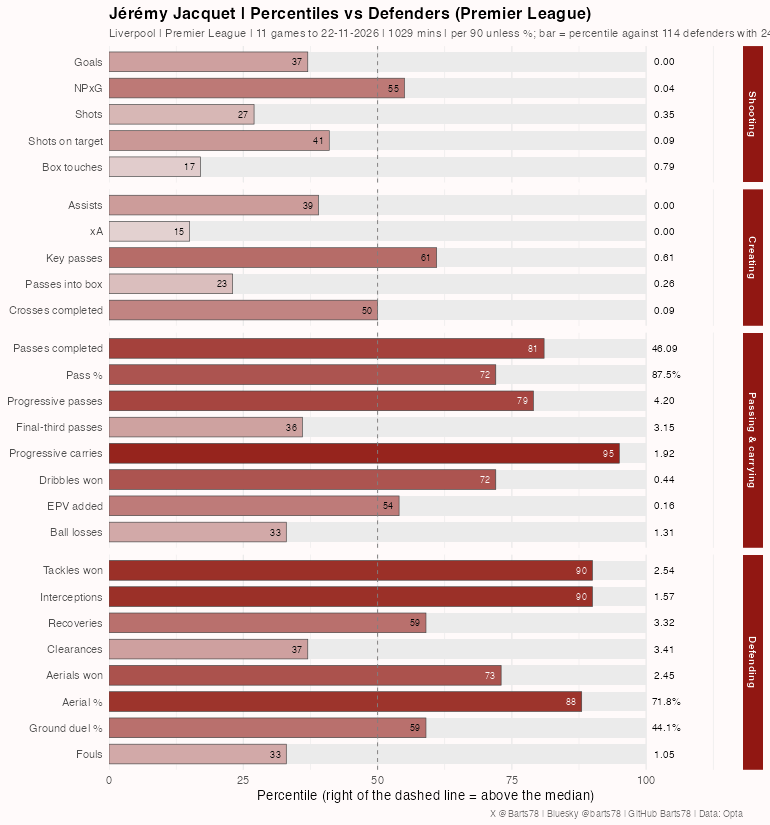 Jérémy Jacquet | Percentiles vs Defenders (Premier League)
Liverpool | Premier League | 11 games to 22-11-2026 | 1029 mins | per 90 unless %; bar = percentile against 114 defenders with 24
Goals 37 0.00
NPxG 55 0.04
Shots 27 0.35
Shots on target 41 0.09
Box touches 17 0.79
Shooting
Assists 39 0.00
xA 15 0.00
Key passes 61 0.61
Passes into box 23 0.26
Crosses completed 50 0.09
Creating
Passes completed 81 46.09
Pass % 72 87.5%
Progressive passes 79 4.20
Final-third passes 36 3.15
Progressive carries 95 1.92
Dribbles won 72 0.44
EPV added 54 0.16
Ball losses 33 1.31
Passing & carrying
Tackles won 90 2.54
Interceptions 90 1.57
Recoveries 59 3.32
Clearances 37 3.41
Aerials won 73 2.45
Aerial % 88 71.8%
Ground duel % 59 44.1%
Fouls 33 1.05
Defending
0 25 50 75 100
Percentile (right of the dashed line = above the median)
X @Barts78 | Bluesky @barts78 | GitHub Barts78 | Data: Opta